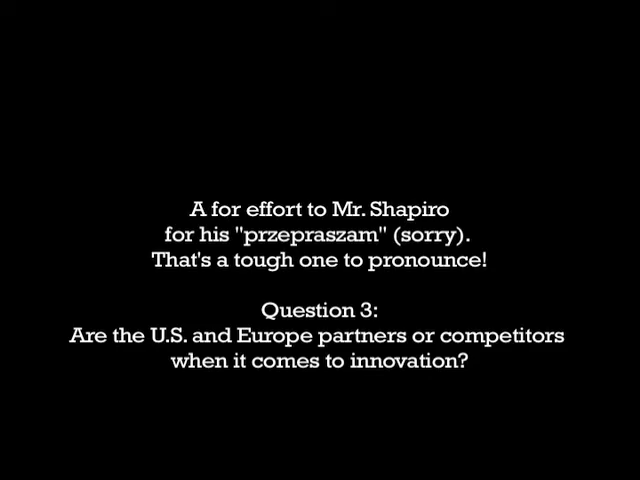 A for effort to Mr. Shapiro
for his "przepraszam" (sorry).
That's a tough one to pronounce!
Question 3:
Are the U.S. and Europe partners or competitors
when it comes to innovation?